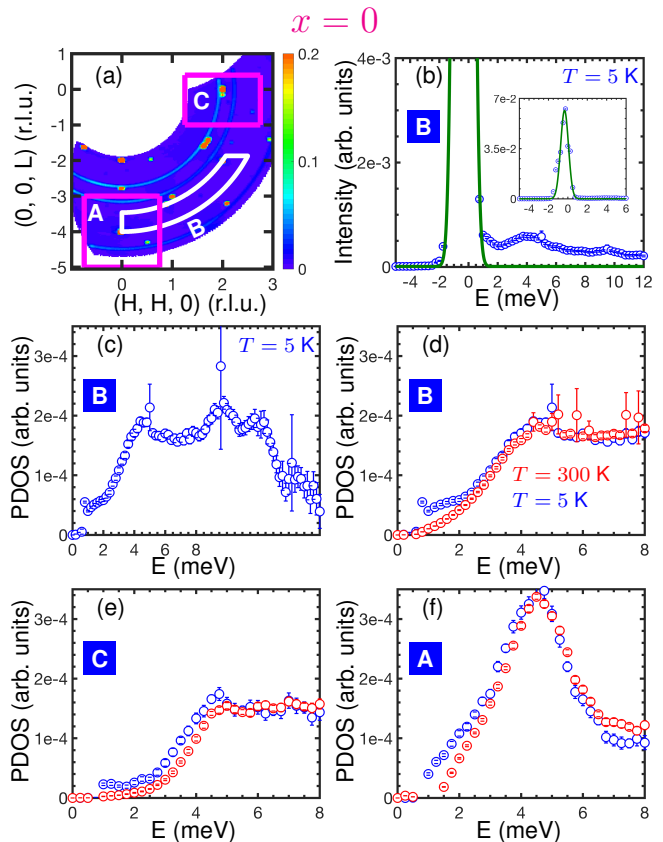 x = 0
(a)
A
B
C
1
0
-1
-2
-3
-4
-5
(0, 0, L) (r.l.u.)
0 1 2 3
(H, H, 0) (r.l.u.)
0.2
0.1
0
(b)
T = 5 K
B
4e-3
2e-3
0
Intensity (arb. units)
-4 -2 0 2 4 6 8 10 12
E (meV)
7e-2
3.5e-2
0
-4 -2 0 2 4 6
(c)
T = 5 K
B
3e-4
2e-4
1e-4
0
PDOS (arb. units)
0 2 4 6 8
E (meV)
(d)
B
T = 300 K
T = 5 K
3e-4
2e-4
1e-4
0
PDOS (arb. units)
0 2 4 6 8
E (meV)
(e)
C
3e-4
2e-4
1e-4
0
PDOS (arb. units)
0 2 4 6 8
E (meV)
(f)
A
3e-4
2e-4
1e-4
0
PDOS (arb. units)
0 2 4 6 8
E (meV)